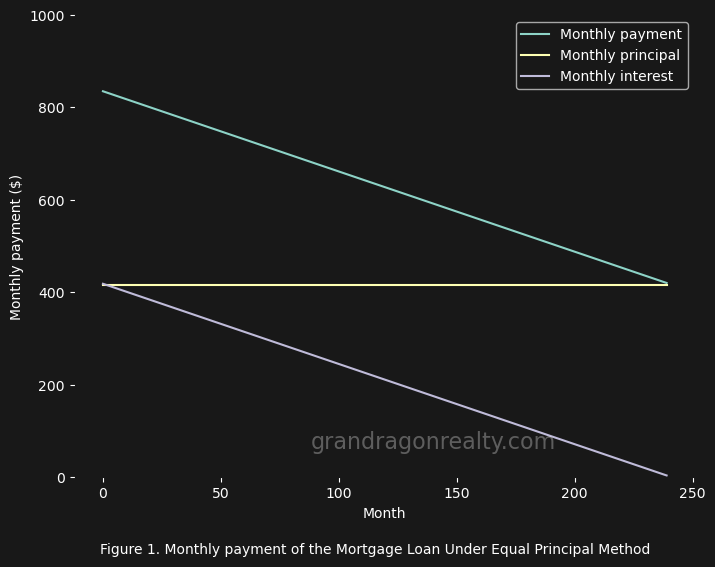 1000
800
600
400
200
0
Monthly payment ($)
Monthly payment
Monthly principal
Monthly interest
grandragonrealty.com
0 50 100 150 200 250
Month
Figure 1. Monthly payment of the Mortgage Loan Under Equal Principal Method